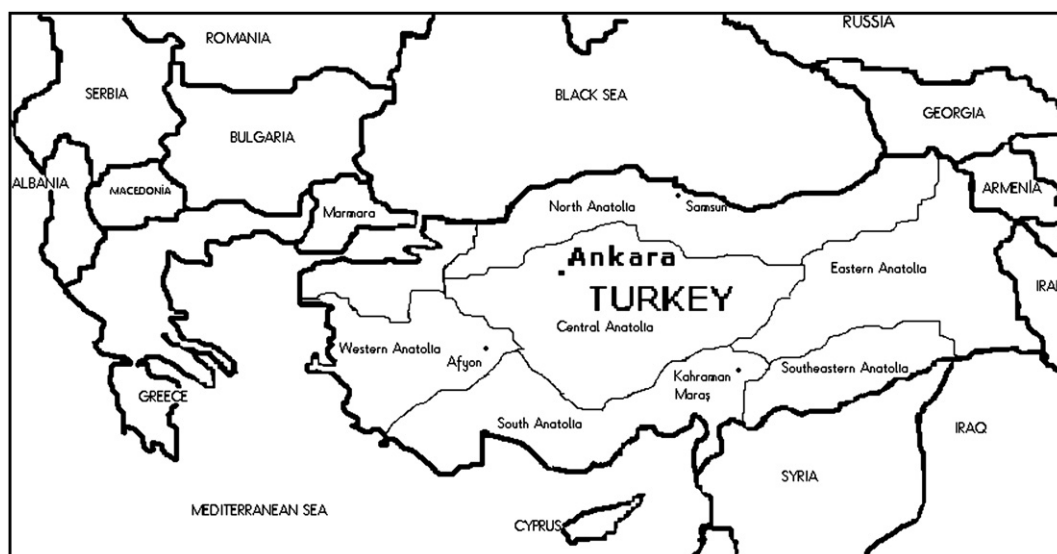 RUSSIA
ROMANIA
SERBIA
BLACK SEA
GEORGIA
BULGARIA
ALBANIA
MACEDONIA
ARMENIA
Marmara
North Anatolia
Samsun
Ankara
Eastern Anatolia
IRA
TURKEY
Central Anatolia
Western Anatolia
Afyon
Kahraman
Maraş
Southeastern Anatolia
GREECE
South Anatolia
IRAQ
SYRIA
MEDITERRANEAN SEA
CYPRUS